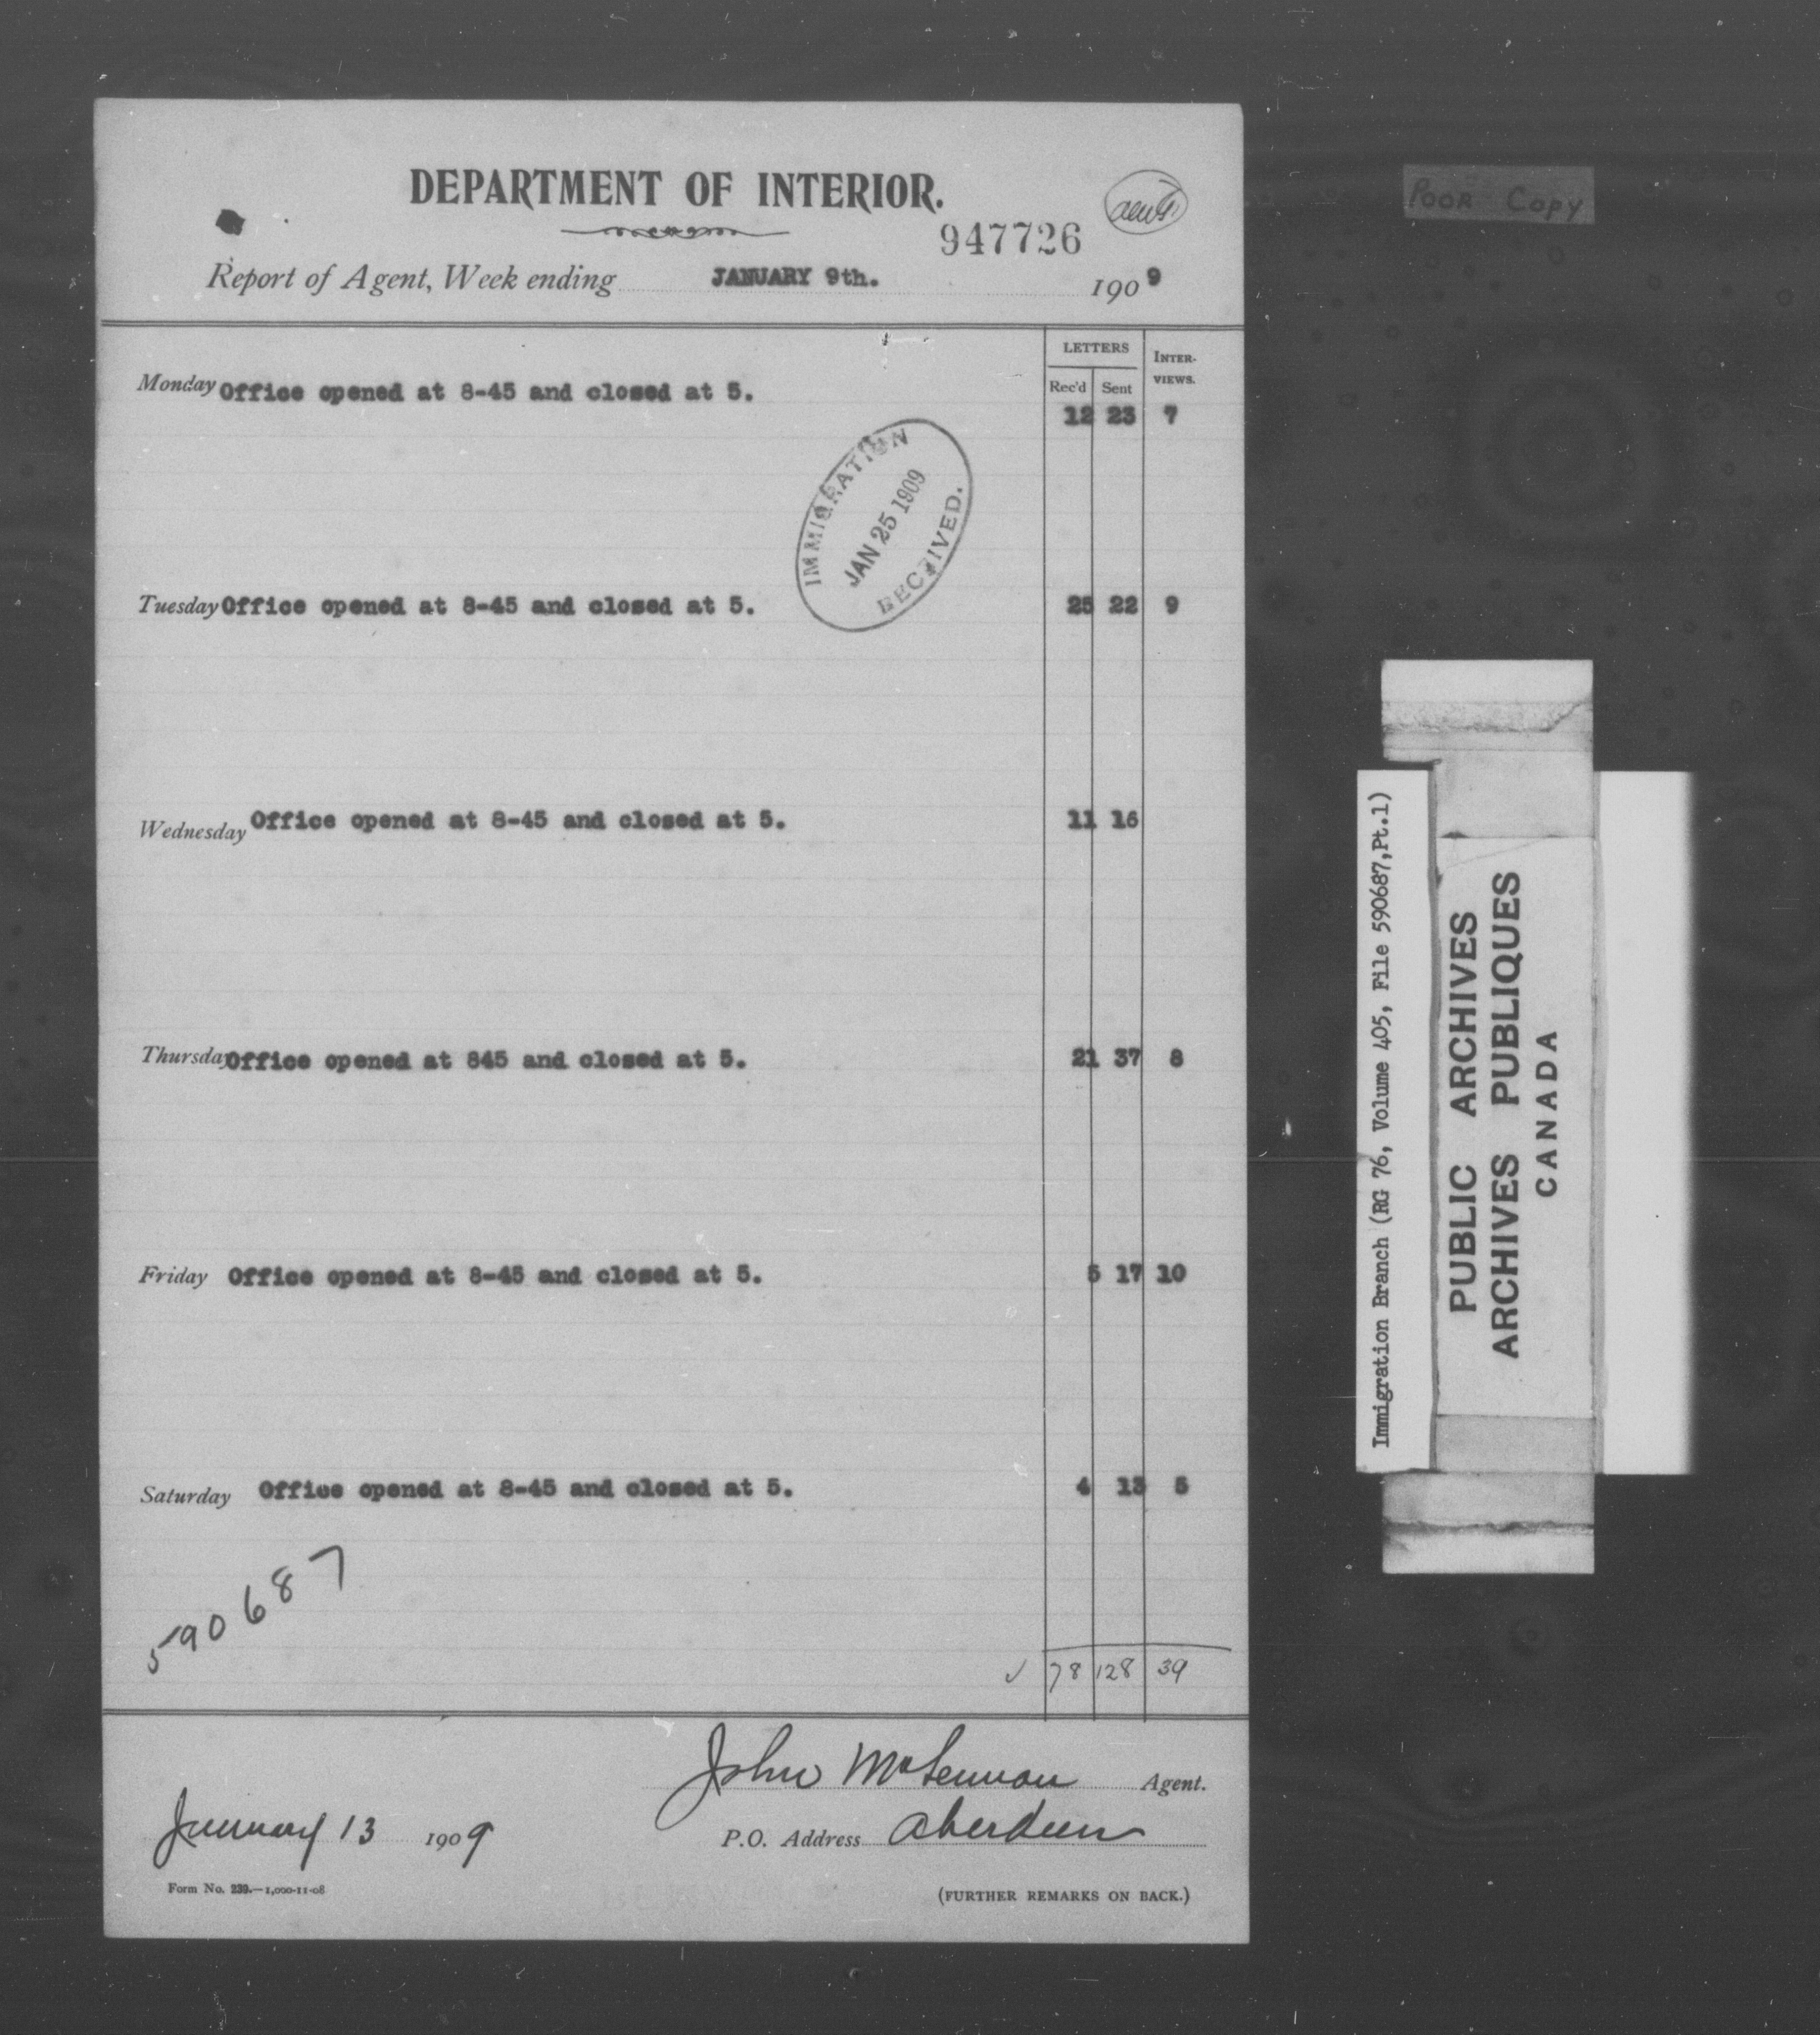 DEPARTMENT OF INTERIOR.
947726
Report of Agent, Week ending JANUARY 9th. 1909
LETTERS INTER-VIEWS.
Rec'd Sent
Monday Office opened at 8-45 and closed at 5. 12 23 7
IMMIGRATION
JAN 25 1909
RECEIVED.
Tuesday Office opened at 8-45 and closed at 5. 25 22 9
Wednesday Office opened at 8-45 and closed at 5. 11 16
Thursday Office opened at 845 and closed at 5. 21 37 8
Friday Office opened at 8-45 and closed at 5. 5 17 10
Saturday Office opened at 8-45 and closed at 5. 4 13 5
590687
78 128 39
John McLennan Agent.
January 13 1909
P.O. Address Aberdeen
Form No. 239.—1,000-11-08
(FURTHER REMARKS ON BACK.)
POOR COPY
Immigration Branch (RG 76, Volume 405, File 590687,Pt.1)
PUBLIC ARCHIVES
ARCHIVES PUBLIQUES
CANADA